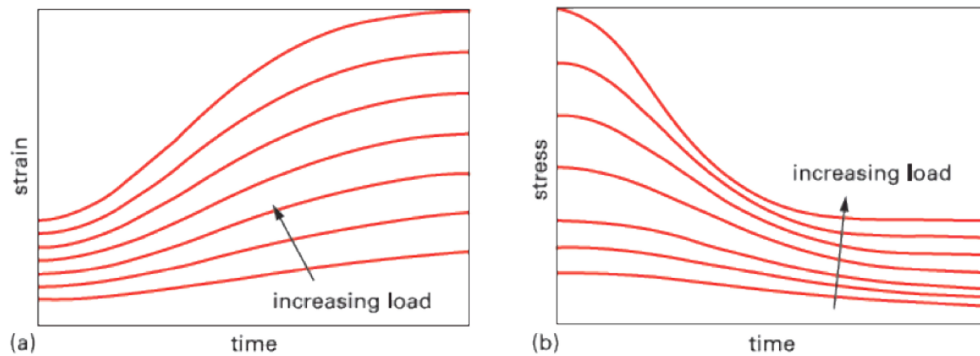 strain
increasing load
(a)
time
stress
increasing load
(b)
time